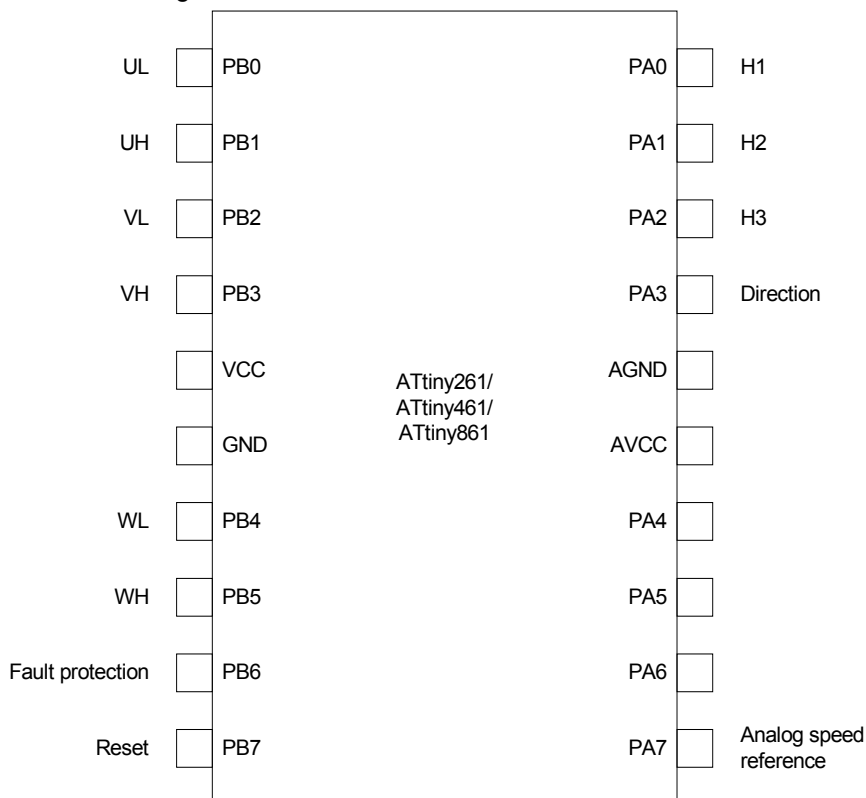 UL PB0 PA0 H1
UH PB1 PA1 H2
VL PB2 PA2 H3
VH PB3 PA3 Direction
VCC AGND
ATtiny261/
ATtiny461/
ATtiny861
GND AVCC
WL PB4 PA4
WH PB5 PA5
Fault protection PB6 PA6
Reset PB7 PA7 Analog speed
reference